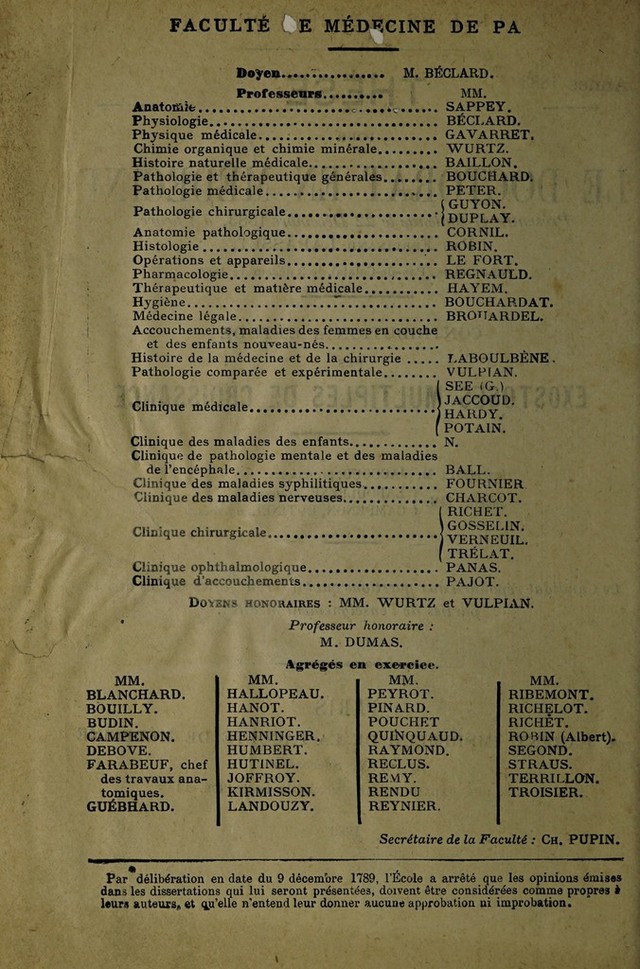 FACULTÉ DE MÉDECINE DE PA
Doyen................. M. BÉCLARD.
Professeurs.......... MM.
Anatomie.................................. SAPPEY.
Physiologie.................................. BÉCLARD.
Physique médicale........................... GAVARRET.
Chimie organique et chimie minérale......... WURTZ.
Histoire naturelle médicale................... BAILLON.
Pathologie et thérapeutique générales........ BOUCHARD.
Pathologie médicale......................... PETER.
Pathologie chirurgicale...................... { GUYON.
DUPLAY.
Anatomie pathologique...................... CORNIL.
Histologie .................................. ROBIN.
Opérations et appareils...................... LE FORT.
Pharmacologie.............................. REGNAULD.
Thérapeutique et matière médicale........... HAYEM.
Hygiène.................................... BOUCHARDAT.
Médecine légale............................. BROUARDEL.
Accouchements, maladies des femmes en couche
et des enfants nouveau-nés.................
Histoire de la médecine et de la chirurgie ..... LABOULBÈNE.
Pathologie comparée et expérimentale........ VULPIAN.
SEE (G.)
Clinique médicale........................... { JACCOUD.
HARDY.
POTAIN.
Clinique des maladies des enfants............. N.
Clinique de pathologie mentale et des maladies
de l'encéphale............................. BALL.
Clinique des maladies syphilitiques........... FOURNIER
Clinique des maladies nerveuses.............. CHARCOT.
RICHET.
Clinique chirurgicale........................ { GOSSELIN.
VERNEUIL.
TRÉLAT.
Clinique ophthalmologique................... PANAS.
Clinique d'accouchements.................... PAJOT.
DOYENS HONORAIRES : MM. WURTZ et VULPIAN.
Professeur honoraire :
M. DUMAS.
Agrégés en exercice.
MM.
BLANCHARD.
BOUILLY.
BUDIN.
CAMPENON.
DEBOVE.
FARABEUF, chef
des travaux ana-
tomiques.
GUÉBHARD.
MM.
HALLOPEAU.
HANOT.
HANRIOT.
HENNINGER.
HUMBERT.
HUTINEL.
JOFFROY.
KIRMISSON.
LANDOUZY.
MM.
PEYROT.
PINARD.
POUCHET
QUINQUAUD.
RAYMOND.
RECLUS.
REMY.
RENDU
REYNIER.
MM.
RIBEMONT.
RICHELOT.
RICHET.
ROBIN (Albert).
SEGOND.
STRAUS.
TERRILLON.
TROISIER.
Secrétaire de la Faculté : CH. PUPIN.
Par délibération en date du 9 décembre 1789, l'École a arrêté que les opinions émises
dans les dissertations qui lui seront présentées, doivent être considérées comme propres à
leurs auteurs, et qu'elle n'entend leur donner aucune approbation ni improbation.